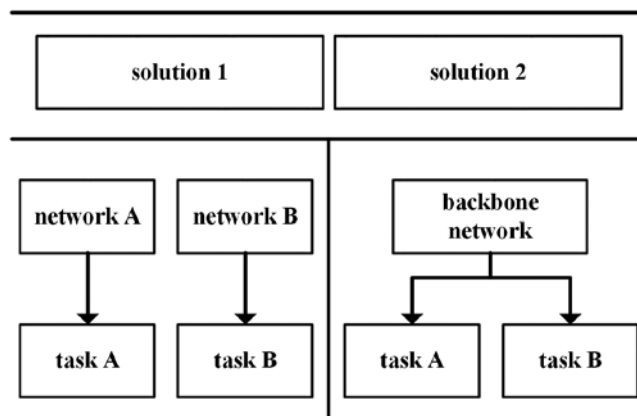 solution 1
solution 2
network A
network B
backbone
network
task A
task B
task A
task B